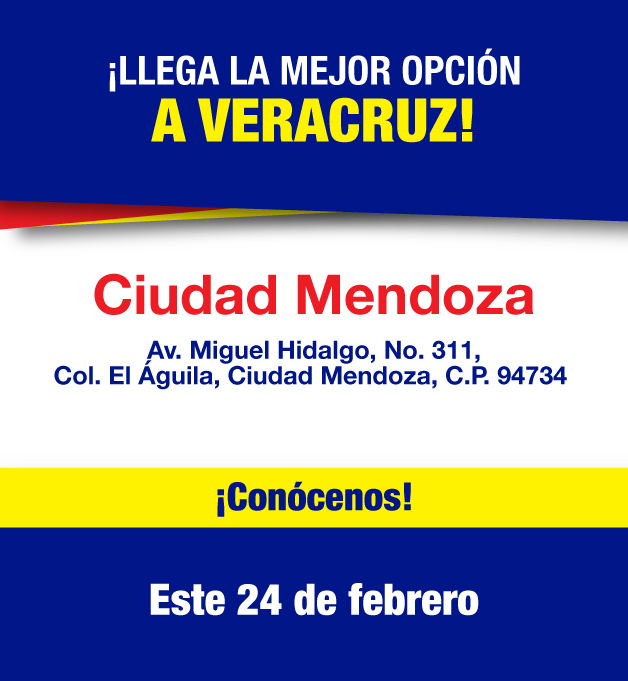 ¡LLEGA LA MEJOR OPCIÓN
A VERACRUZ!
Ciudad Mendoza
Av. Miguel Hidalgo, No. 311,
Col. El Águila, Ciudad Mendoza, C.P. 94734
¡Conócenos!
Este 24 de febrero